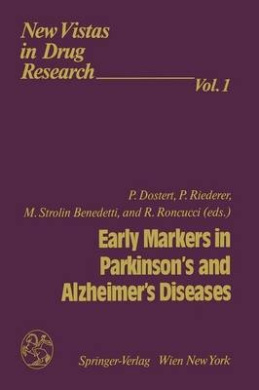 New Vistas
in Drug
Research
Vol. 1
P. Dostert, P. Riederer,
M. Strolin Benedetti, and R. Roncucci (eds.)
Early Markers in
Parkinson's and
Alzheimer's Diseases
Springer-Verlag Wien New York